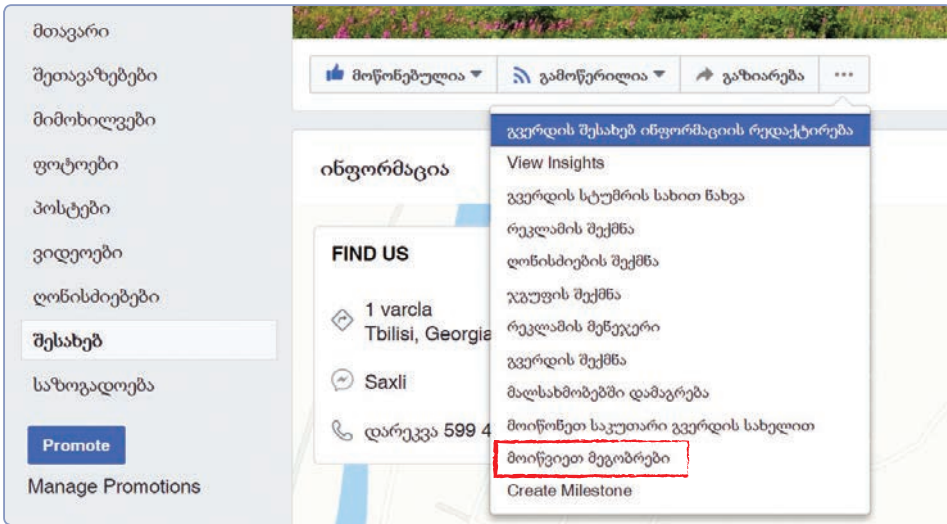 მთავარი
შეთავაზებები
მიმოხილვები
ფოტოები
პოსტები
ვიდეოები
ღონისძიებები
შესახებ
საზოგადოება
Promote
Manage Promotions
მოწონებულია
გამოწერილია
გაზიარება
ინფორმაცია
FIND US
1 varcla
Tbilisi, Georgia
Saxli
დარეკვა 599 4
გვერდის შესახებ ინფორმაციის რედაქტირება
View Insights
გვერდის სტუმრის სახით ნახვა
რეკლამის შექმნა
ღონისძიების შექმნა
ჯგუფის შექმნა
რეკლამის მენეჯერი
გვერდის შექმნა
მალსახმობებში დამაგრება
მოიწონეთ საკუთარი გვერდის სახელით
მოიწვიეთ მეგობრები
Create Milestone